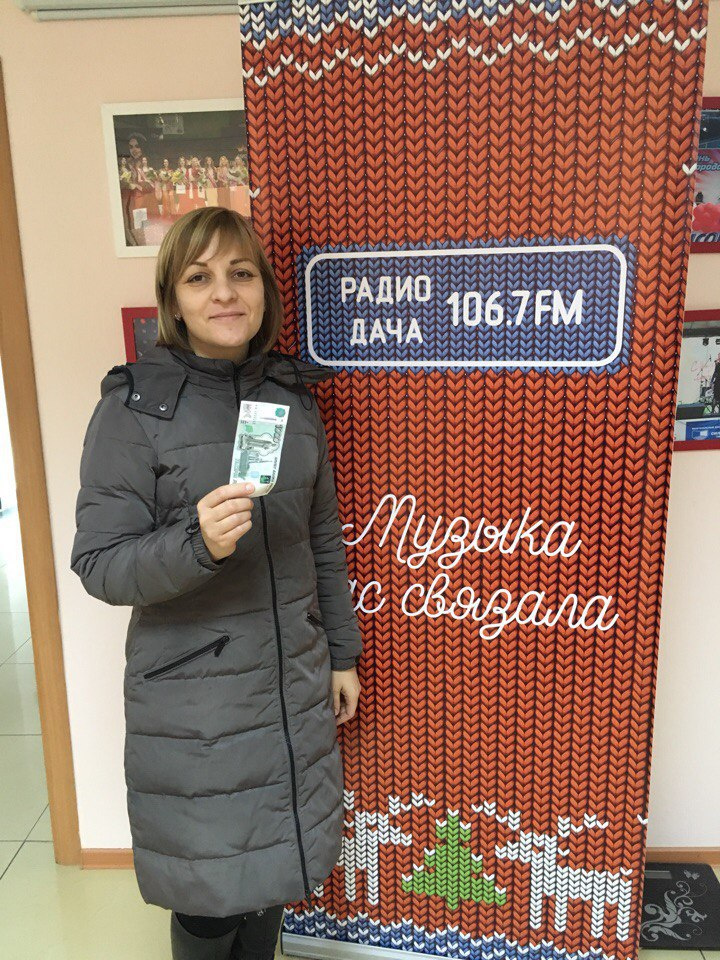 РАДИО
ДАЧА
106.7FM
Музыка
нас связала